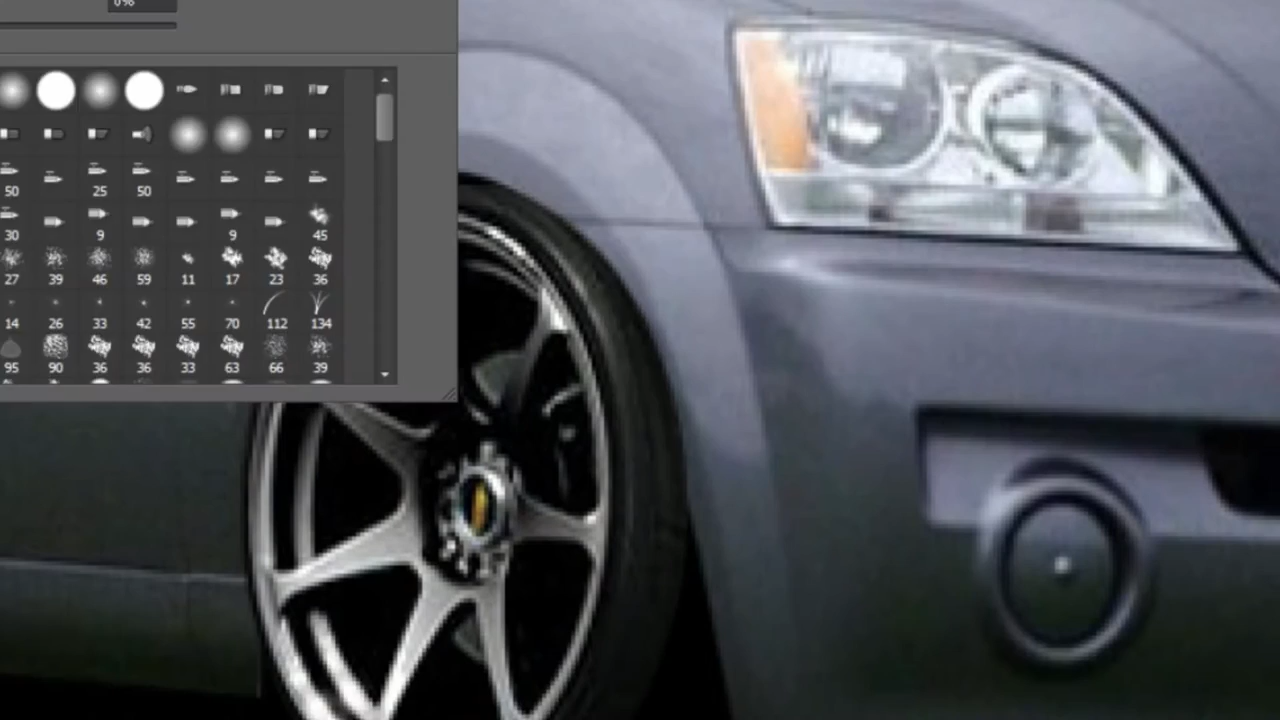 0%
50 25 50
30 9 9 45
27 39 46 59 11 17 23 36
14 26 33 42 55 70 112 134
95 90 36 36 33 63 66 39